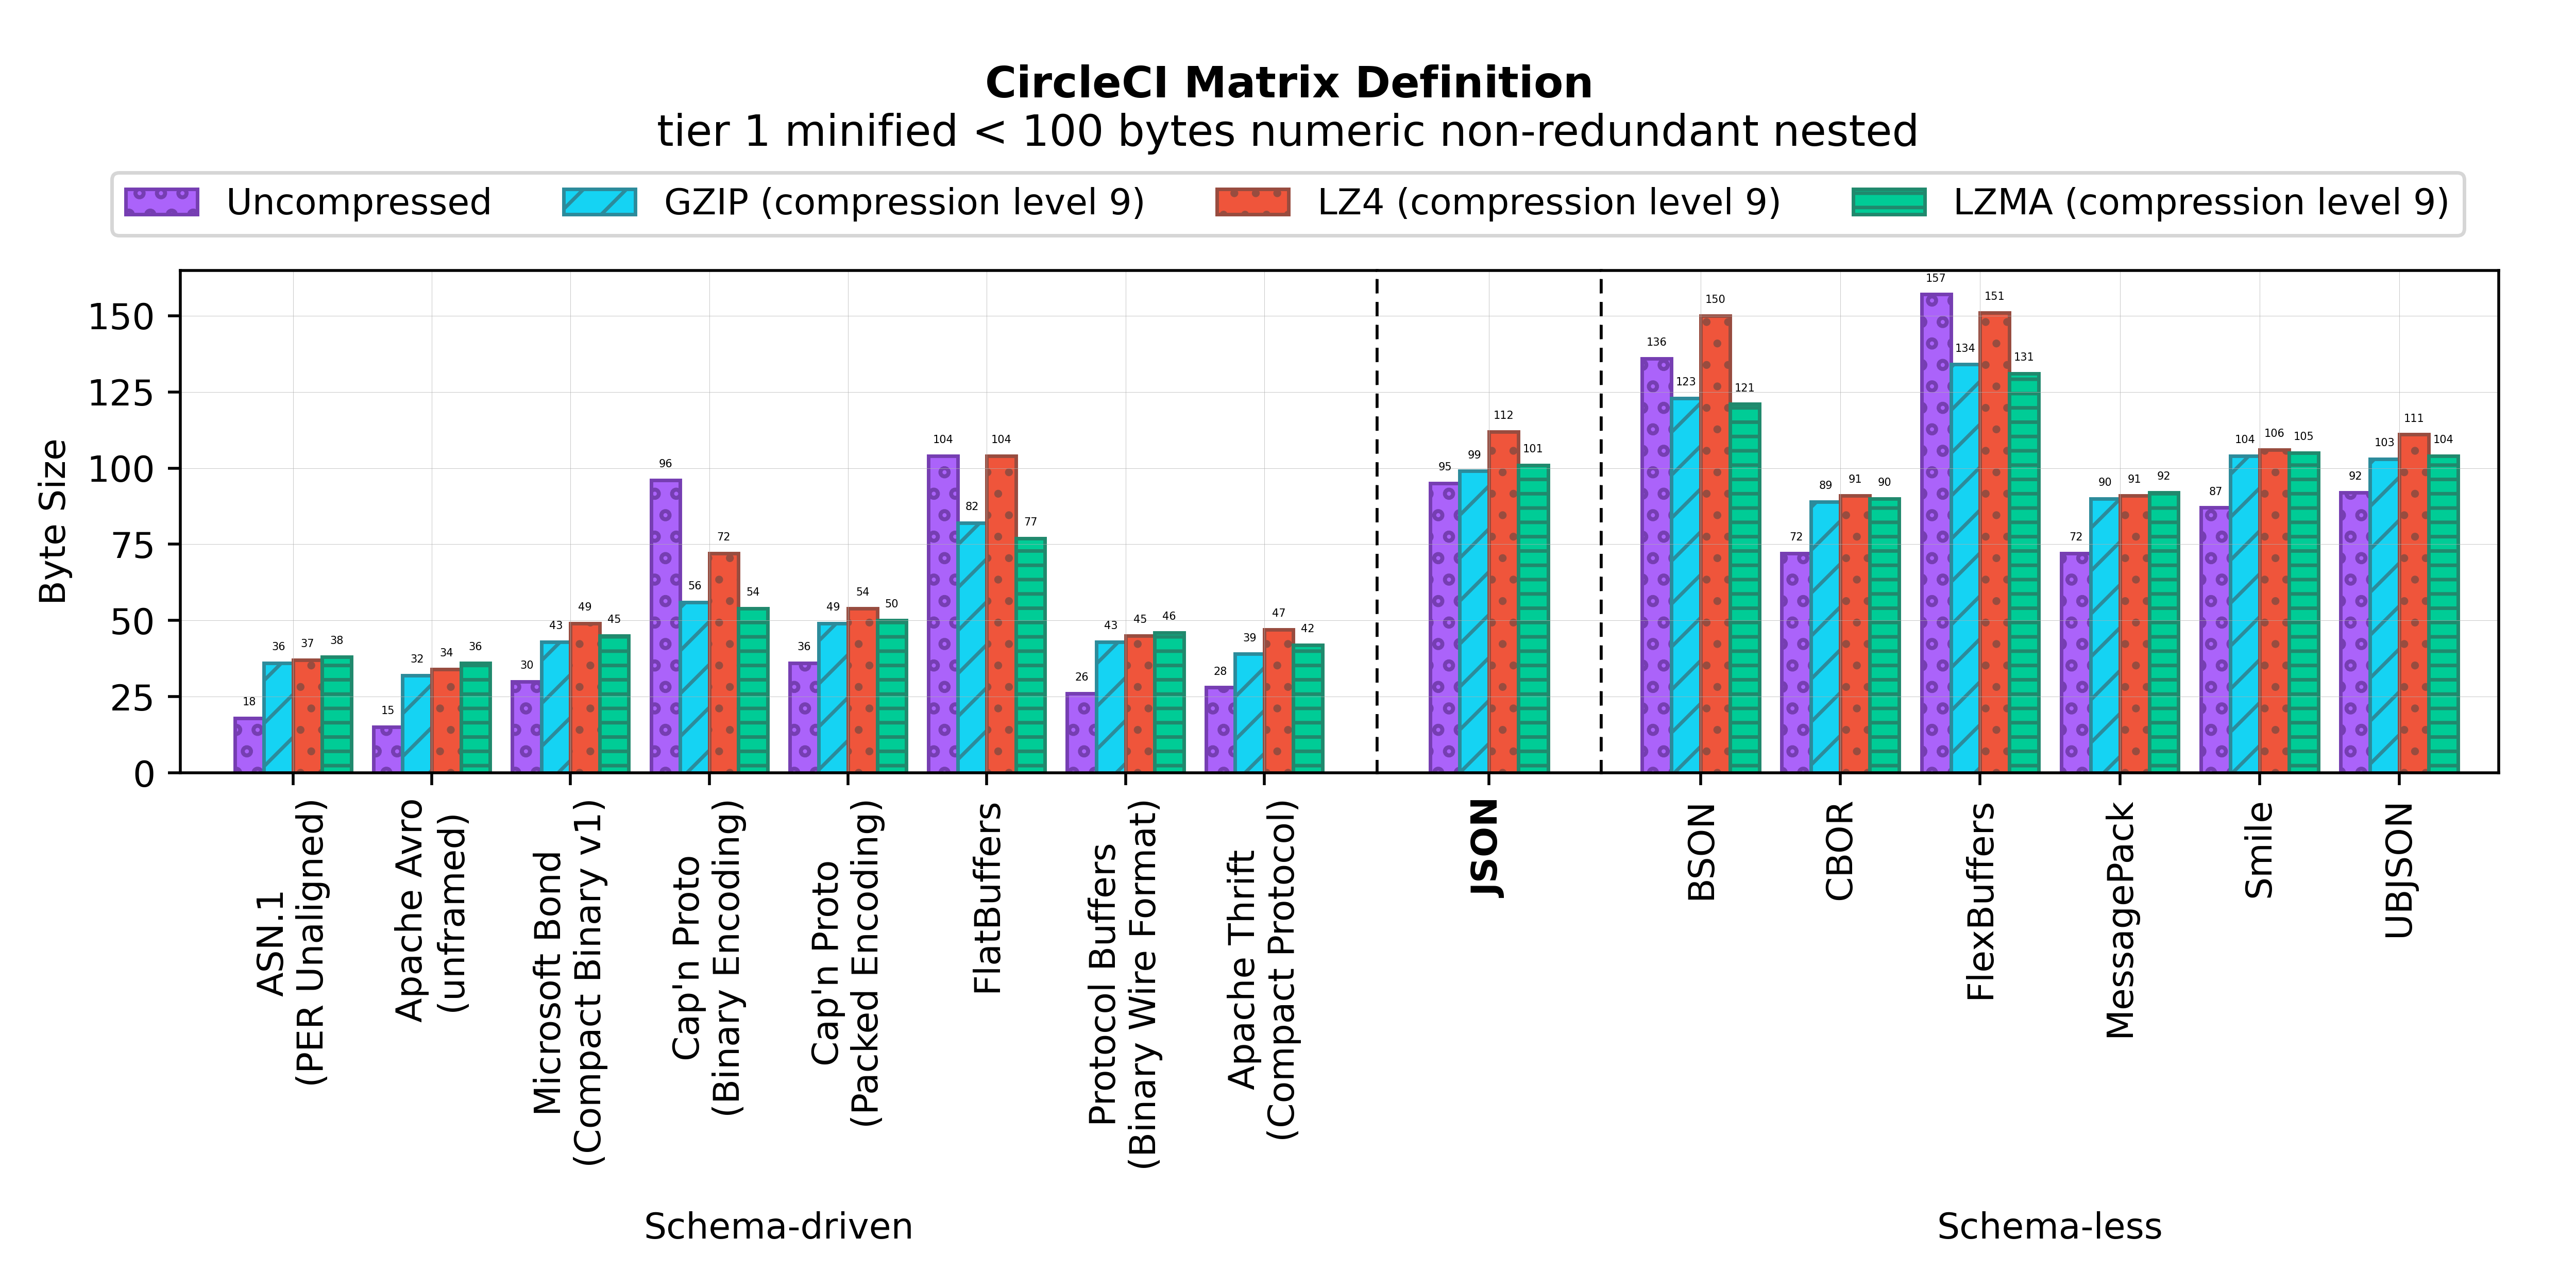 CircleCI Matrix Definition
tier 1 minified < 100 bytes numeric non-redundant nested
Uncompressed
GZIP (compression level 9)
LZ4 (compression level 9)
LZMA (compression level 9)
Byte Size
150
125
100
75
50
25
0
18 36 37 38
15 32 34 36
30 43 49 45
96 56 72 54
36 49 54 50
104 82 104 77
26 43 45 46
28 39 47 42
95 99 112 101
136 123 150 121
72 89 91 90
157 134 151 131
72 90 91 92
87 104 106 105
92 103 111 104
ASN.1
(PER Unaligned)
Apache Avro
(unframed)
Microsoft Bond
(Compact Binary v1)
Cap'n Proto
(Binary Encoding)
Cap'n Proto
(Packed Encoding)
FlatBuffers
Protocol Buffers
(Binary Wire Format)
Apache Thrift
(Compact Protocol)
JSON
BSON
CBOR
FlexBuffers
MessagePack
Smile
UBJSON
Schema-driven
Schema-less